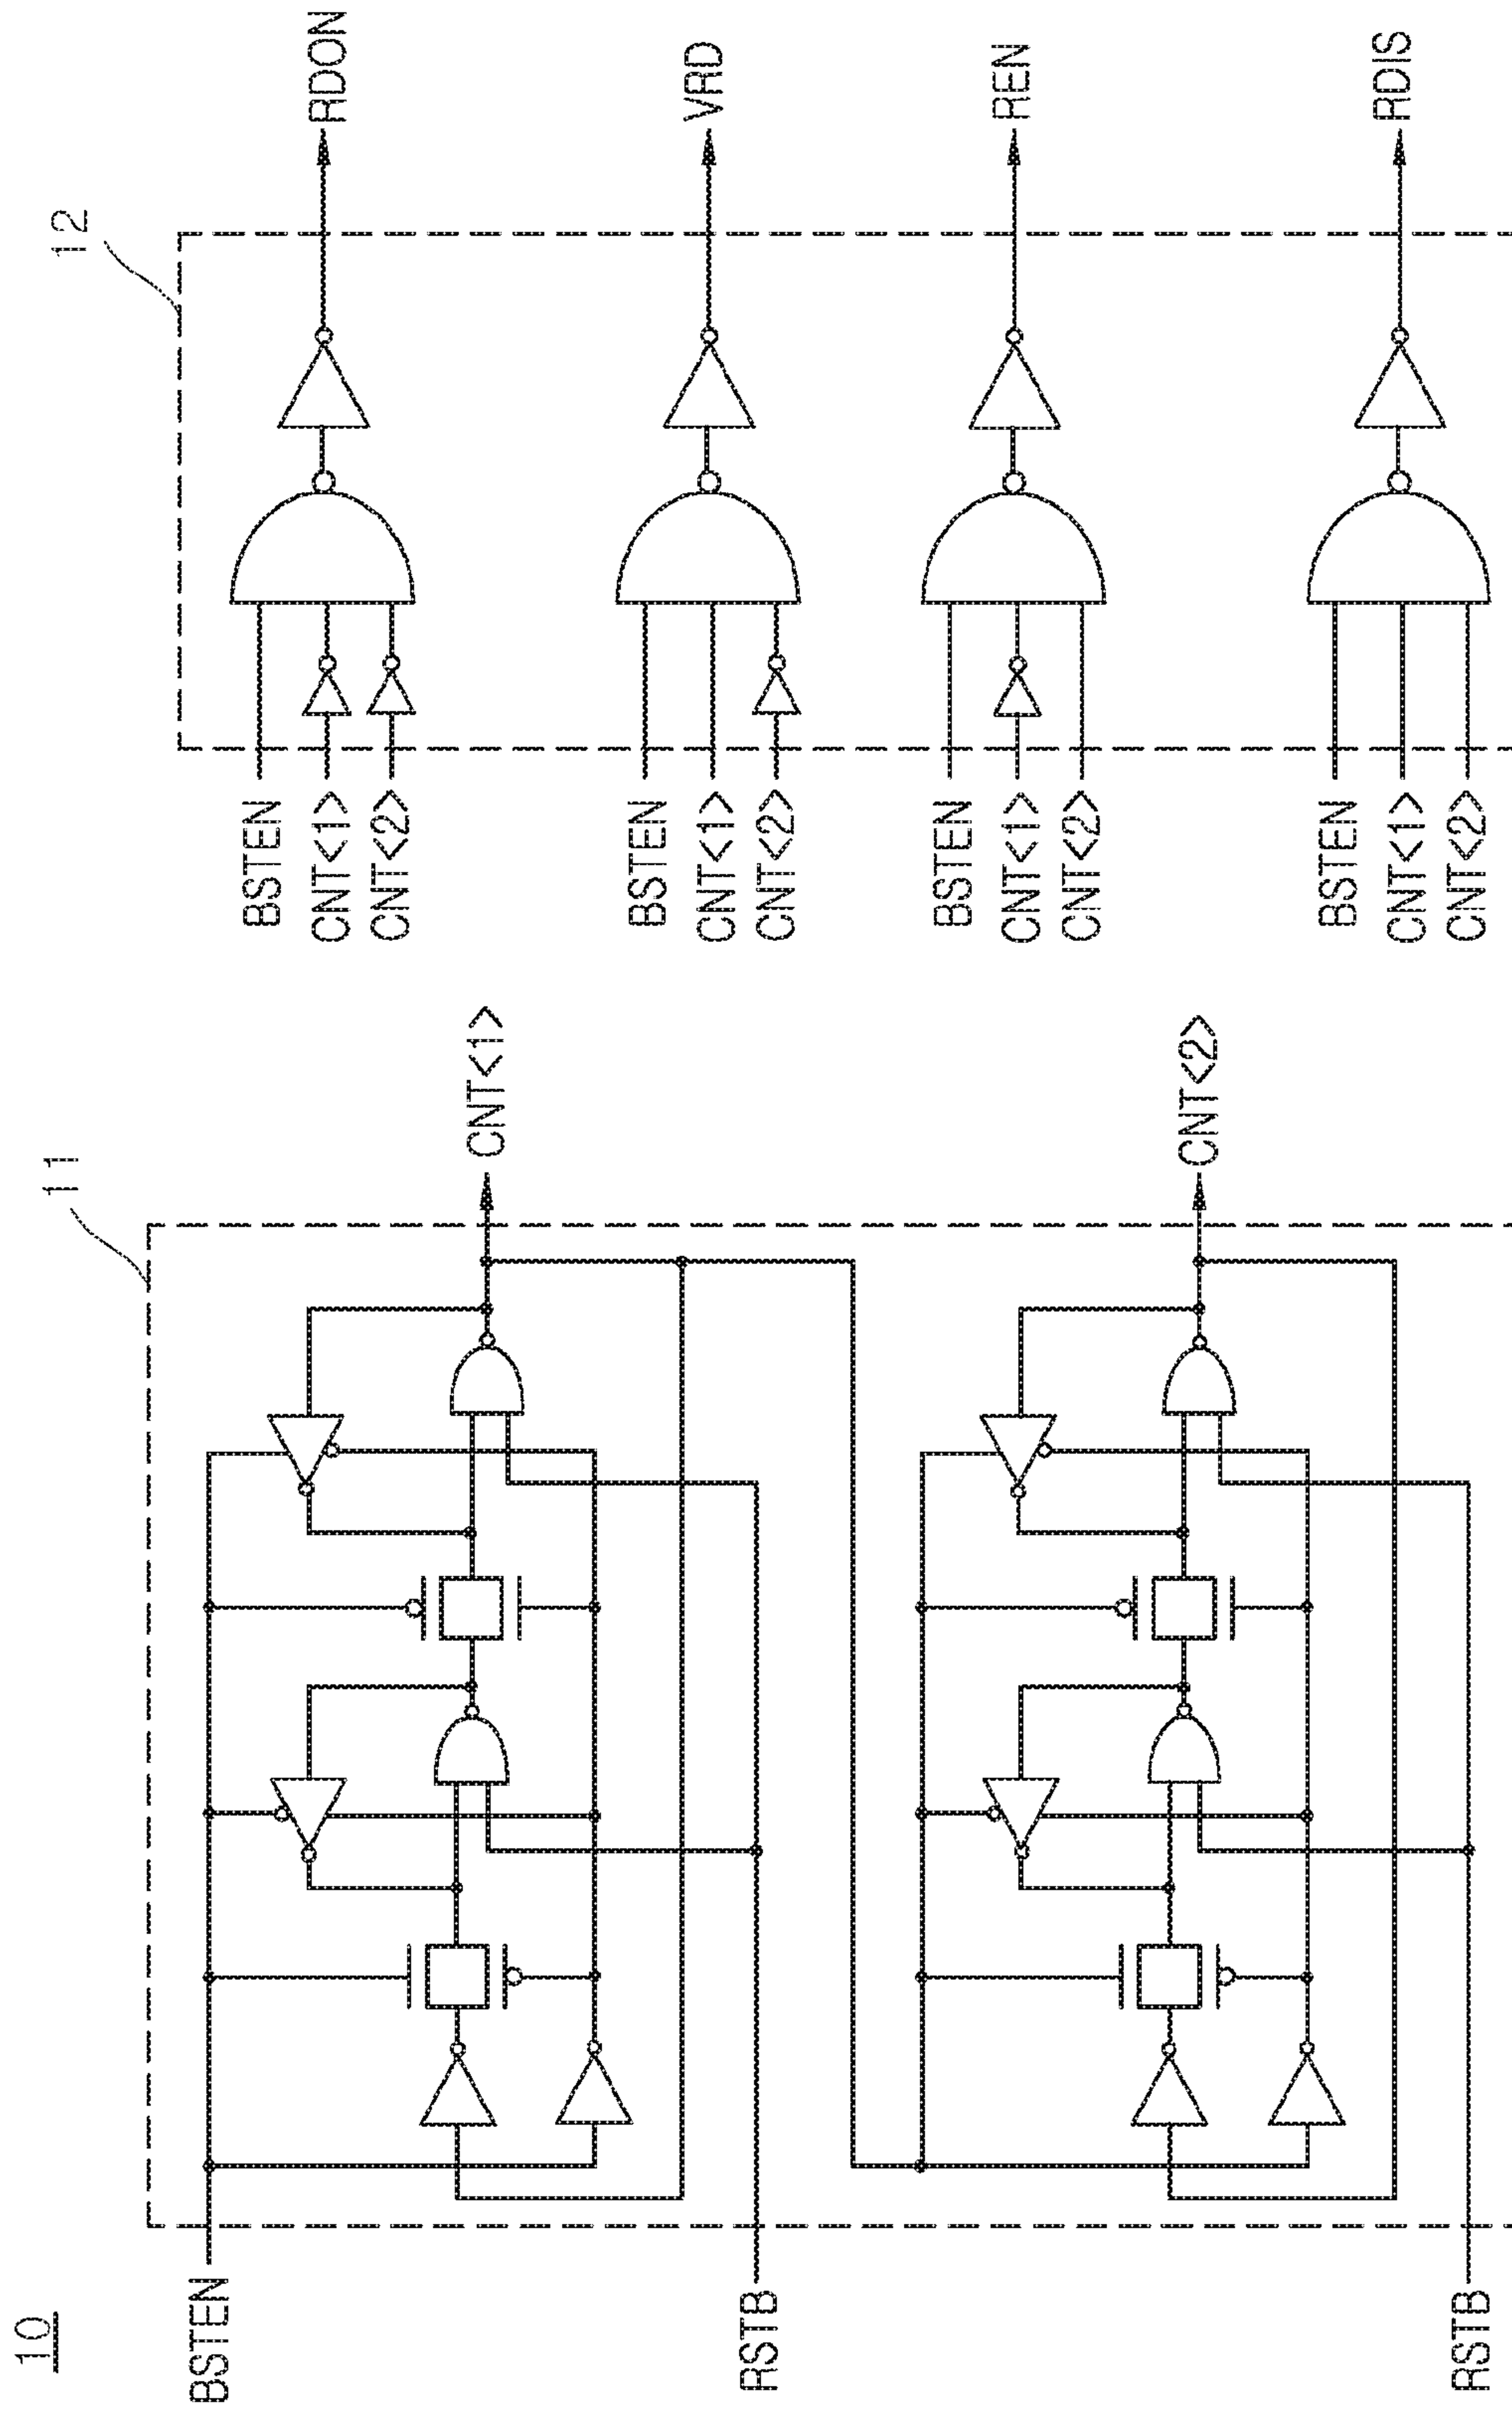 10
11
BSTEN
RSTB
CNT<1>
RSTB
CNT<2>
12
BSTEN
CNT<1>
CNT<2>
RDON
BSTEN
CNT<1>
CNT<2>
VRD
BSTEN
CNT<1>
CNT<2>
REN
BSTEN
CNT<1>
CNT<2>
RDIS